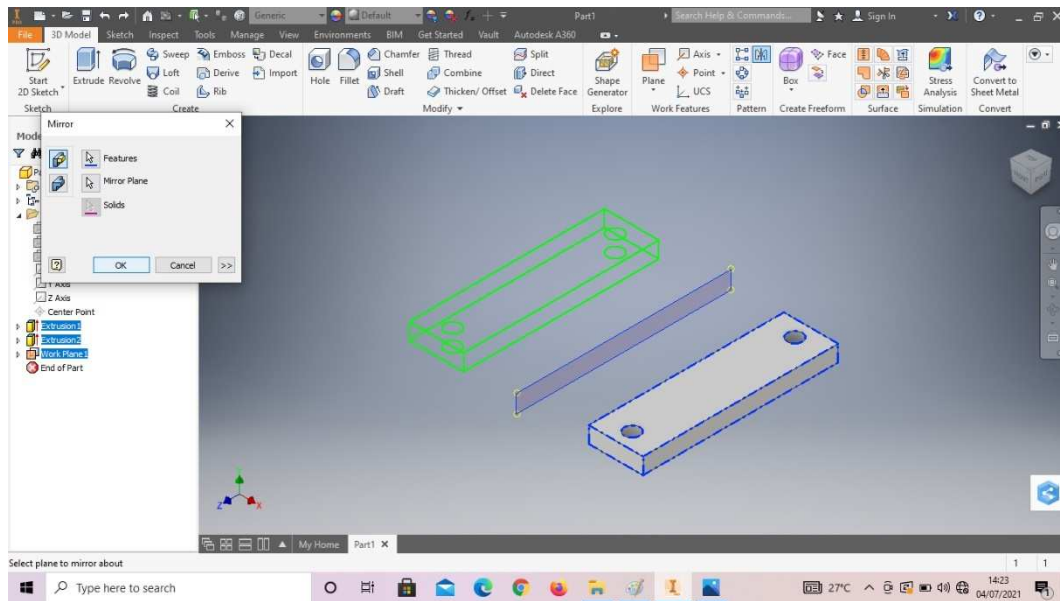 Generic Default Part1 Search Help & Commands... Sign In
File 3D Model Sketch Inspect Tools Manage View Environments BIM Get Started Vault Autodesk A360
Start
2D Sketch
Extrude
Revolve
Sweep
Loft
Coil
Emboss
Derive
Rib
Decal
Import
Hole
Fillet
Chamfer
Shell
Draft
Thread
Combine
Thicken/ Offset
Split
Direct
Delete Face
Shape
Generator
Plane
Axis
Point
UCS
Box
Face
Stress
Analysis
Convert to
Sheet Metal
Sketch Create Modify Explore Work Features Pattern Create Freeform Surface Simulation Convert
Mirror
Features
Mirror Plane
Solids
OK Cancel >>
Y Axis
Z Axis
Center Point
Extrusion1
Extrusion2
Work Plane1
End of Part
Z X
My Home Part1
Select plane to mirror about 1 1
Type here to search 27°C 14:23
04/07/2021